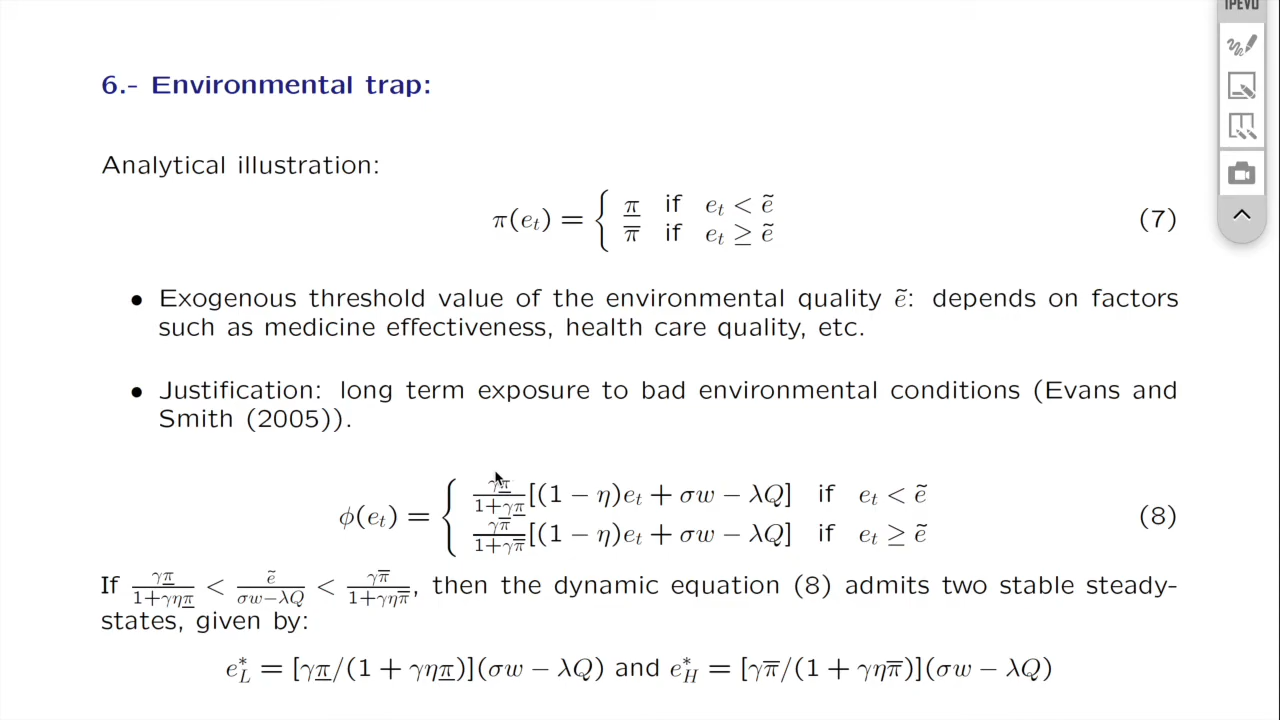 IPEVO
6.- Environmental trap:
Analytical illustration:
π(e_t) = { π̲ if e_t < ẽ
π̅ if e_t ≥ ẽ (7)
• Exogenous threshold value of the environmental quality ẽ: depends on factors
such as medicine effectiveness, health care quality, etc.
• Justification: long term exposure to bad environmental conditions (Evans and
Smith (2005)).
ϕ(e_t) = { γπ̲/1+γπ̲ [(1 − η)e_t + σw − λQ] if e_t < ẽ
γπ̅/1+γπ̅ [(1 − η)e_t + σw − λQ] if e_t ≥ ẽ (8)
If γπ̲/1+γηπ̲ < ẽ/σw−λQ < γπ̅/1+γηπ̅, then the dynamic equation (8) admits two stable steady-
states, given by:
e*_L = [γπ̲/(1 + γηπ̲)](σw − λQ) and e*_H = [γπ̅/(1 + γηπ̅)](σw − λQ)